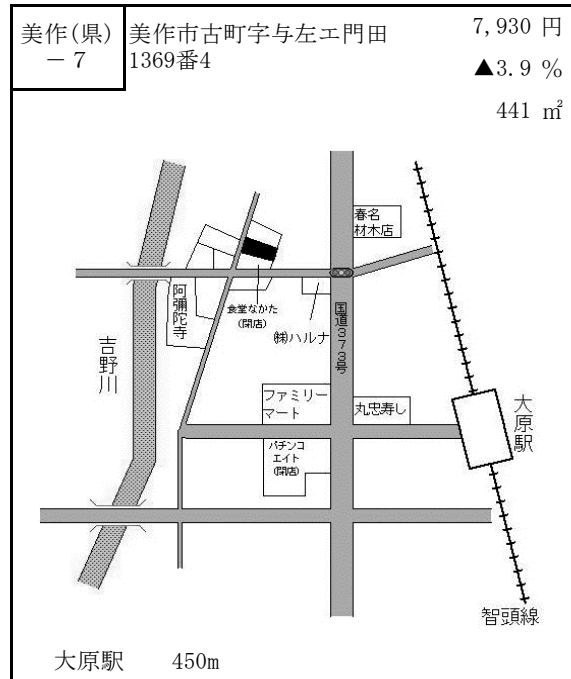 美作(県)
－7
美作市古町字与左エ門田
1369番4
7,930 円
▲3.9 %
441 ㎡
春名
材木店
阿彌陀寺
食堂なかた
(閉店)
㈱ハルナ
国道373号
吉野川
ファミリー
マート
丸忠寿し
大原駅
パチンコ
エイト
(閉店)
智頭線
大原駅 450m